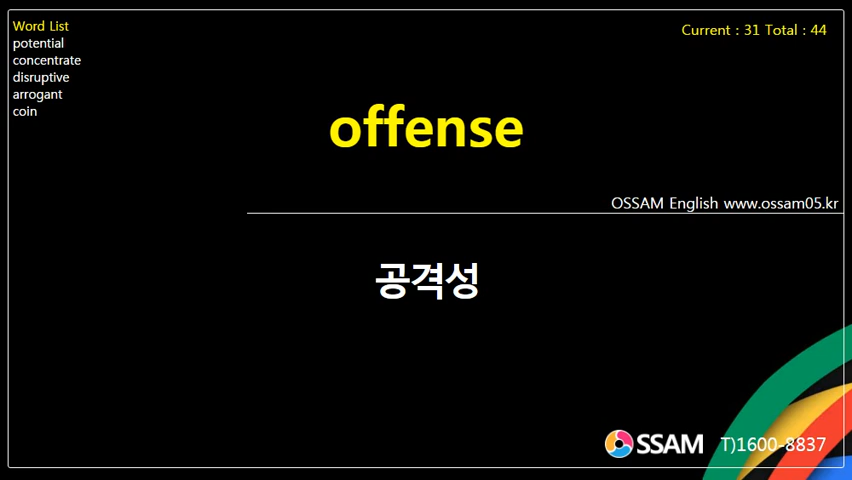 Word List
potential
concentrate
disruptive
arrogant
coin
Current : 31 Total : 44
offense
OSSAM English www.ossam05.kr
공격성
OSSAM T)1600-8837